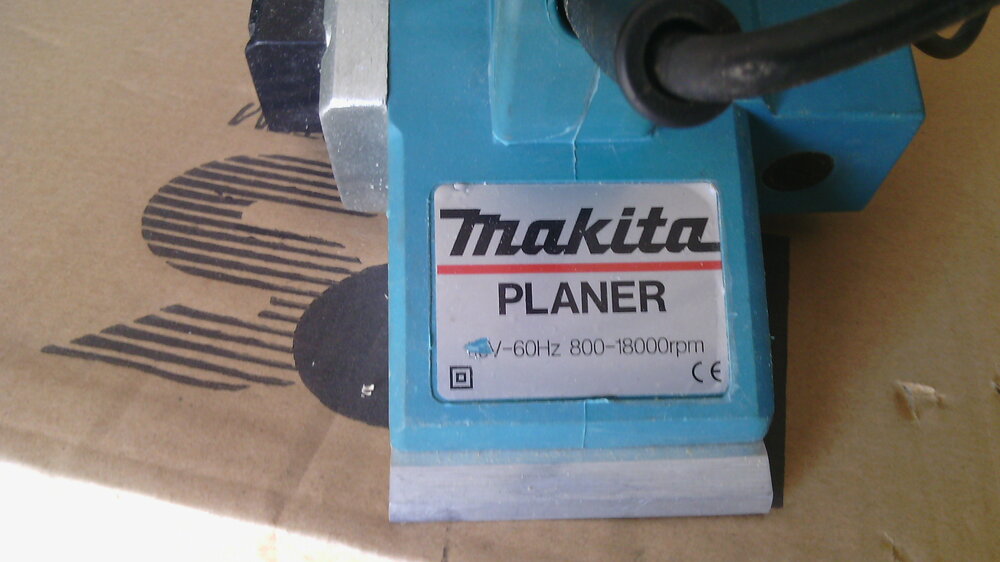 makita
PLANER
V-60Hz 800-18000rpm
CE